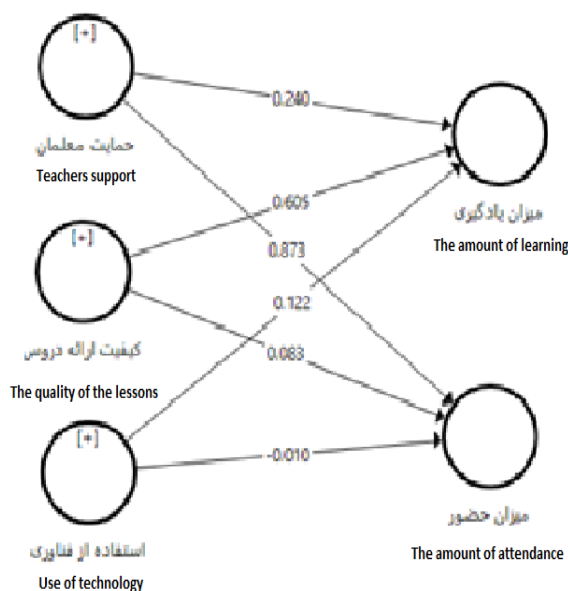 [+]
0.240
حمایت معلمان
Teachers support
میزان یادگیری
The amount of learning
[+]
0.605
0.873
0.122
کیفیت ارائه دروس
0.083
The quality of the lessons
[+]
-0.010
میزان حضور
استفاده از فناوری
The amount of attendance
Use of technology